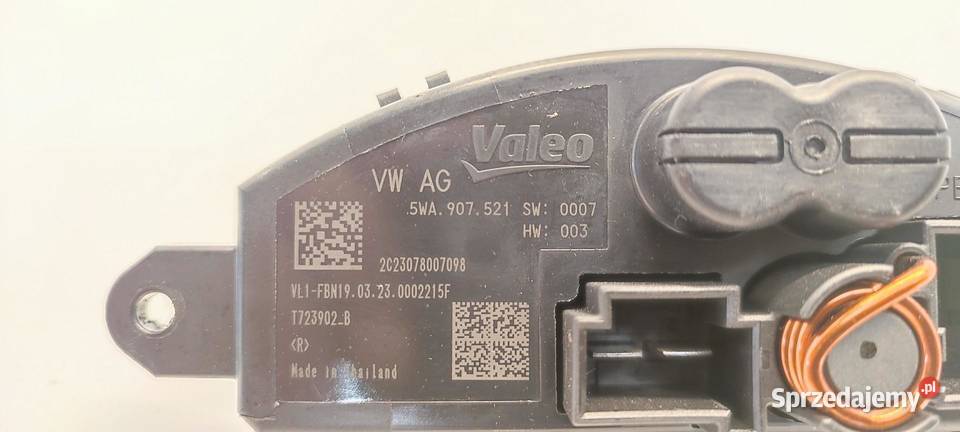 Valeo
VW AG
5WA.907.521 SW: 0007
HW: 003
2C23078007098
VL1-FBN19.03.23.0002215F
T723902_B
<R>
Made in Thailand
Sprzedajemy.pl